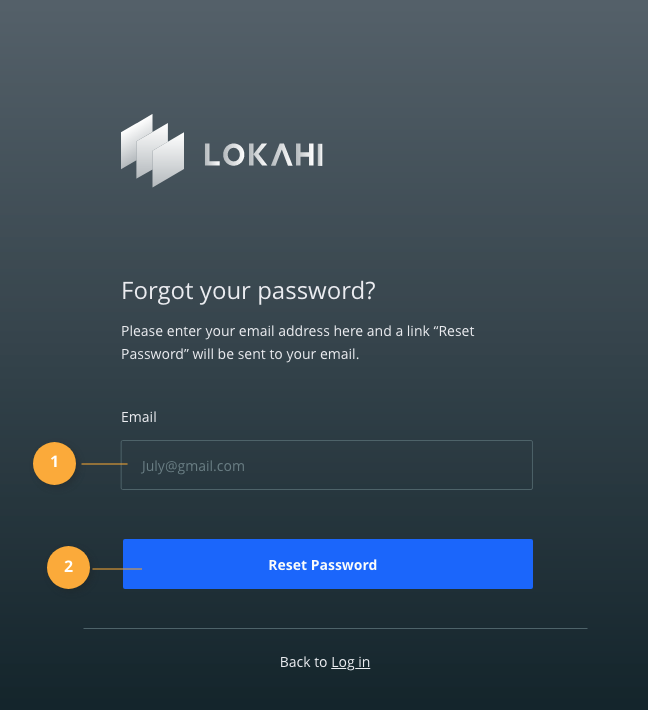 LOKAHI
Forgot your password?
Please enter your email address here and a link “Reset
Password” will be sent to your email.
Email
1
July@gmail.com
2
Reset Password
Back to Log in